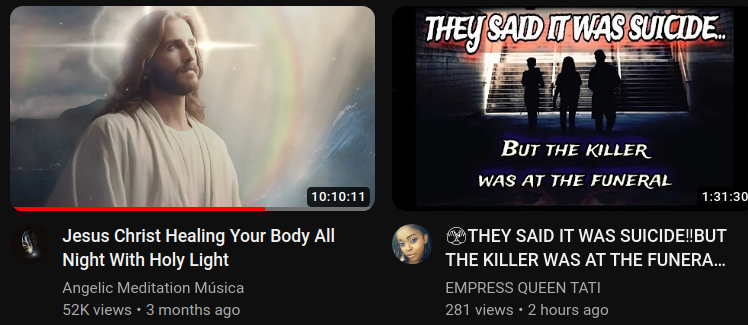 10:10:11
Jesus Christ Healing Your Body All
Night With Holy Light
Angelic Meditation Música
52K views • 3 months ago
THEY SAID IT WAS SUICIDE...
BUT THE KILLER
WAS AT THE FUNERAL
1:31:30
THEY SAID IT WAS SUICIDE!!BUT
THE KILLER WAS AT THE FUNERA...
EMPRESS QUEEN TATI
281 views • 2 hours ago